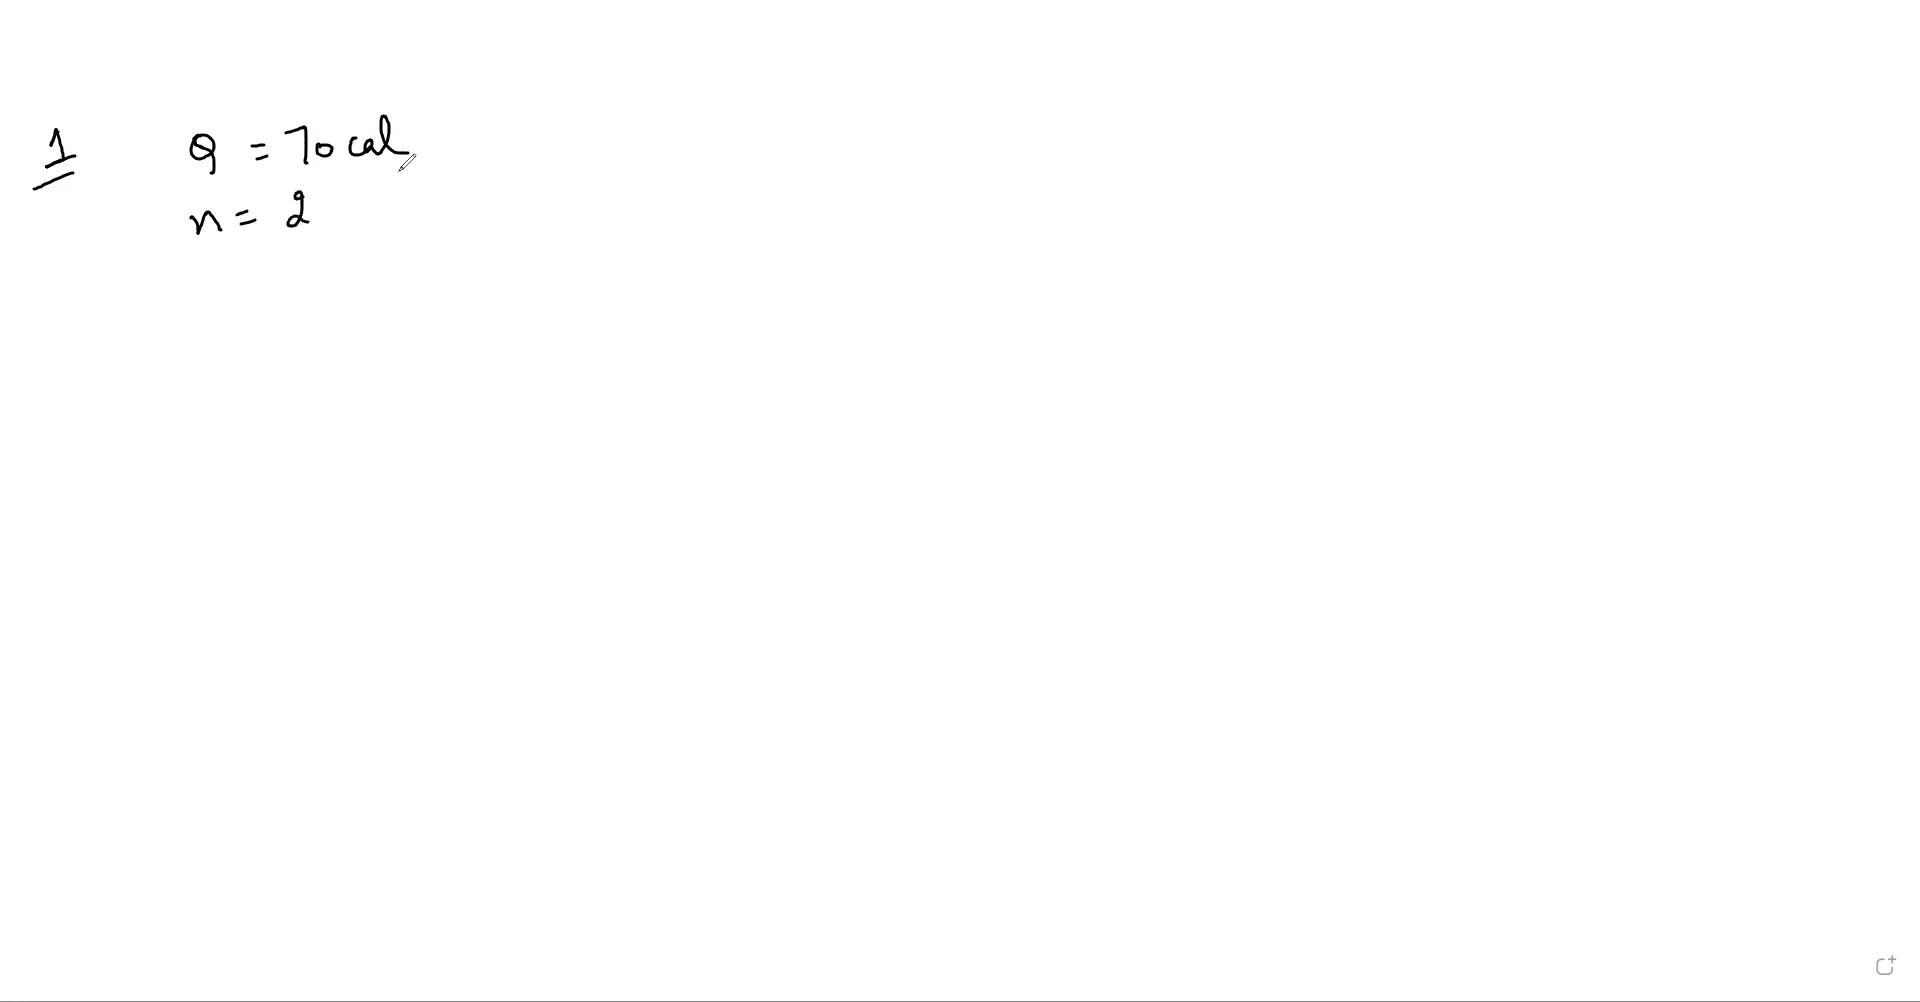 1 Q = 70 cal
n = 2